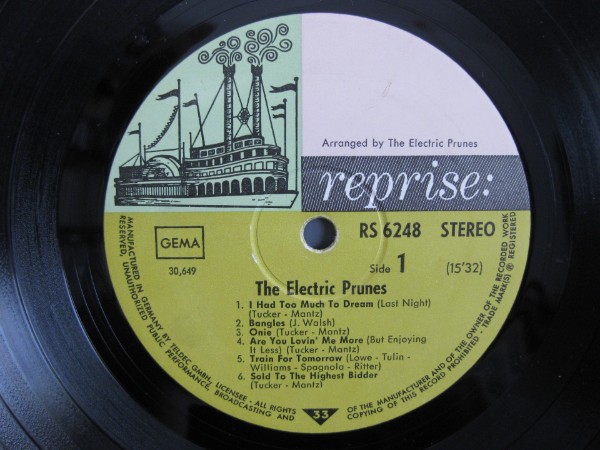 Arranged by The Electric Prunes
reprise:
RS 6248 STEREO
GEMA
30,649
Side 1 (15'32)
The Electric Prunes
1. I Had Too Much To Dream (Last Night)
(Tucker - Mantz)
2. Bangles (J. Walsh)
3. Onie (Tucker - Mantz)
4. Are You Lovin' Me More (But Enjoying
It Less) (Tucker - Mantz)
5. Train For Tomorrow (Lowe - Tulin -
Williams - Spagnola - Ritter)
6. Sold To The Highest Bidder
(Tucker - Mantz)
33
MANUFACTURED IN GERMANY BY TELDEC GMBH, LICENSEE - ALL RIGHTS OF THE MANUFACTURER AND OF THE OWNER OF THE RECORDED WORK
RESERVED, UNAUTHORIZED PUBLIC PERFORMANCE, BROADCASTING AND COPYING OF THIS RECORD PROHIBITED · TRADE MARK(S) ® REGISTERED